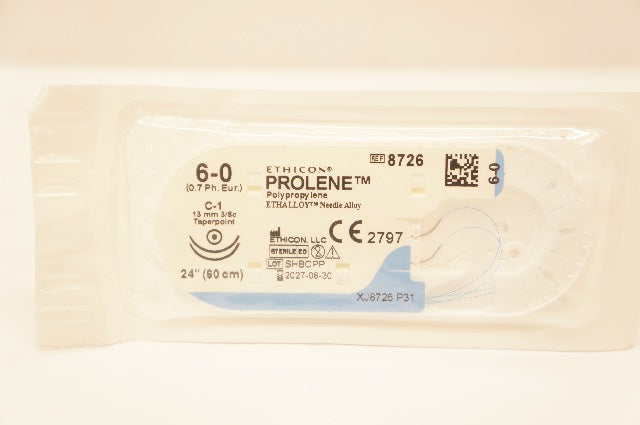 6-0
(0.7 Ph. Eur.)
C-1
13 mm 3/8c
Taperpoint
24" (60 cm)
ETHICON®
PROLENE™
Polypropylene
ETHALLOY™ Needle Alloy
REF 8726
6-0
ETHICON, LLC
CE 2797
STERILE EO
LOT SHBCPP
2027-06-30
XJ8726.P31